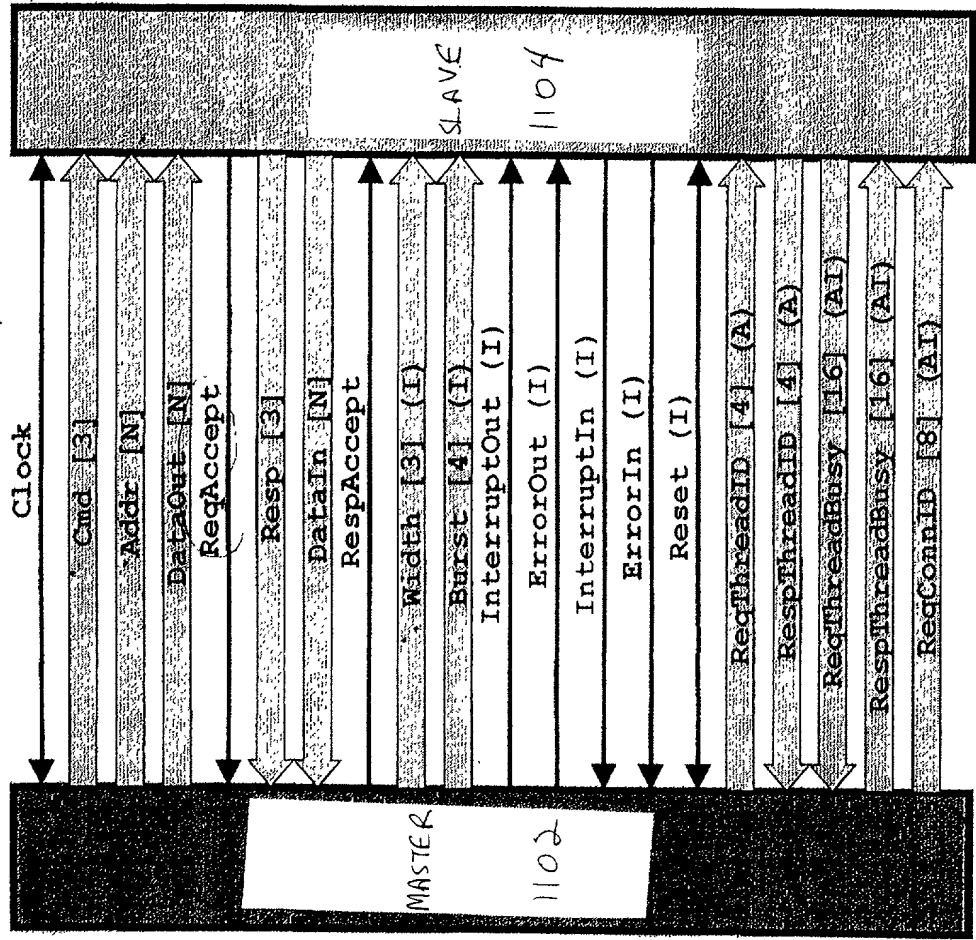 Clock
Cmd [3]
Addr [N]
DataOut [N]
ReqAccept
Resp [3]
DataIn [N]
RespAccept
Width [3] (I)
Burst [4] (I)
InterruptOut (I)
ErrorOut (I)
InterruptIn (I)
ErrorIn (I)
Reset (I)
ReqThreadID [4] (A)
RespThreadID [4] (A)
ReqThreadBusy [16] (AI)
RespThreadBusy [16] (AI)
ReqConnID [8] (AI)
MASTER
1102
SLAVE
1104